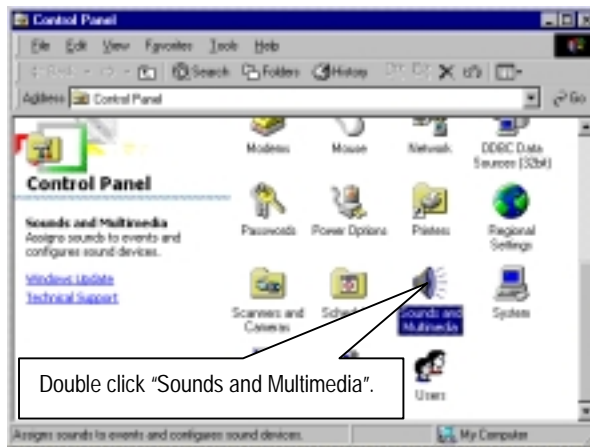 Control Panel
File Edit View Favorites Tools Help
Back Search Folders History
Address Control Panel Go
Modems Mouse Network ODBC Data
Sources (32bit)
Control Panel
Sounds and Multimedia
Assigns sounds to events and
configures sound devices.
Windows Update
Technical Support
Passwords Power Options Printers Regional
Settings
Scanners and
Cameras
Sounds and
Multimedia
System
Double click “Sounds and Multimedia”.
Users
Assigns sounds to events and configures sound devices. My Computer